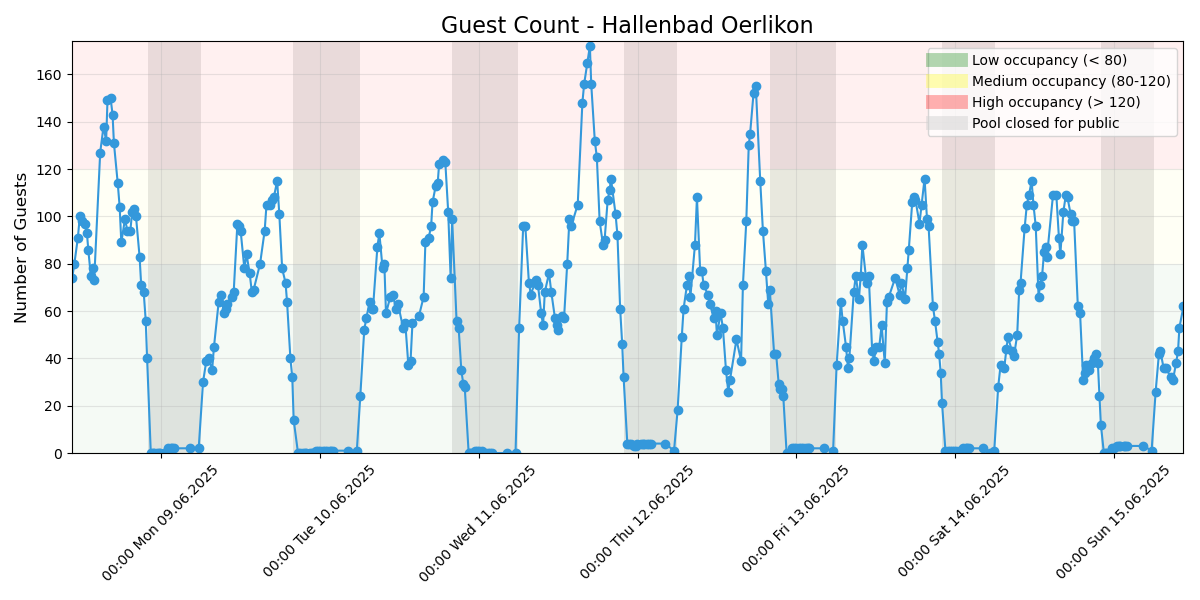 Guest Count - Hallenbad Oerlikon
Low occupancy (< 80)
Medium occupancy (80-120)
High occupancy (> 120)
Pool closed for public
Number of Guests
160
140
120
100
80
60
40
20
0
00:00 Mon 09.06.2025
00:00 Tue 10.06.2025
00:00 Wed 11.06.2025
00:00 Thu 12.06.2025
00:00 Fri 13.06.2025
00:00 Sat 14.06.2025
00:00 Sun 15.06.2025